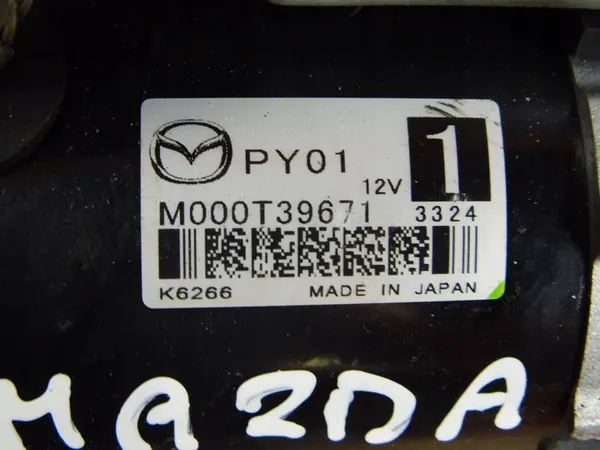 PY01
12V
1
M000T39671 3324
K6266 MADE IN JAPAN
MAZDA